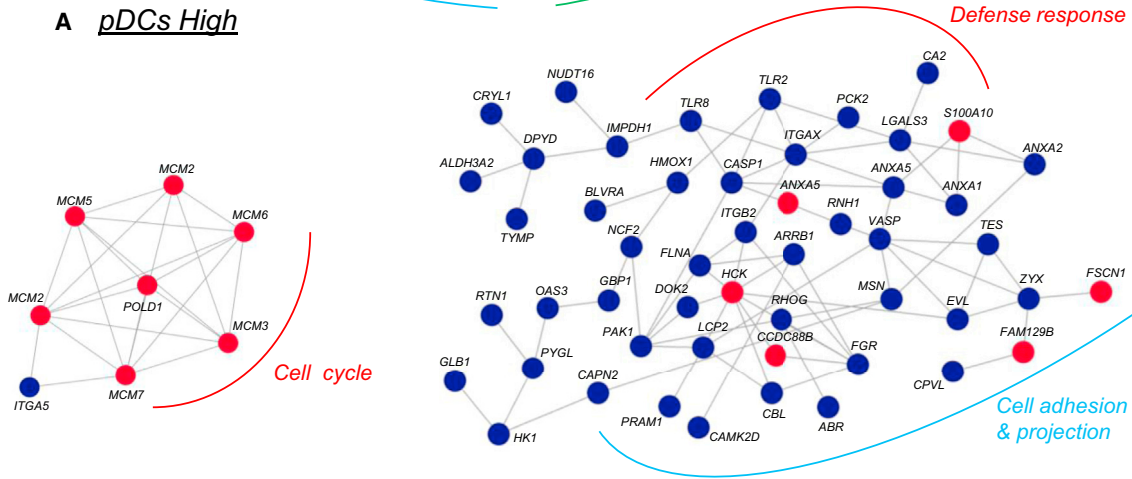 A pDCs High
Defense response
CA2
NUDT16
TLR2
CRYL1
PCK2
S100A10
TLR8
LGALS3
IMPDH1
DPYD
ITGAX
ANXA2
ALDH3A2
HMOX1
CASP1
ANXA5
MCM2
ANXA5
ANXA1
BLVRA
RNH1
MCM5
ITGB2
VASP
MCM6
TYMP
NCF2
ARRB1
TES
FLNA
HCK
ZYX
FSCN1
MCM2
POLD1
RTN1
OAS3
GBP1
DOK2
RHOG
MSN
EVL
LCP2
CCDC88B
FAM129B
PAK1
MCM3
GLB1
PYGL
FGR
CAPN2
CPVL
Cell cycle
MCM7
ITGA5
HK1
PRAM1
CAMK2D
CBL
ABR
Cell adhesion
& projection